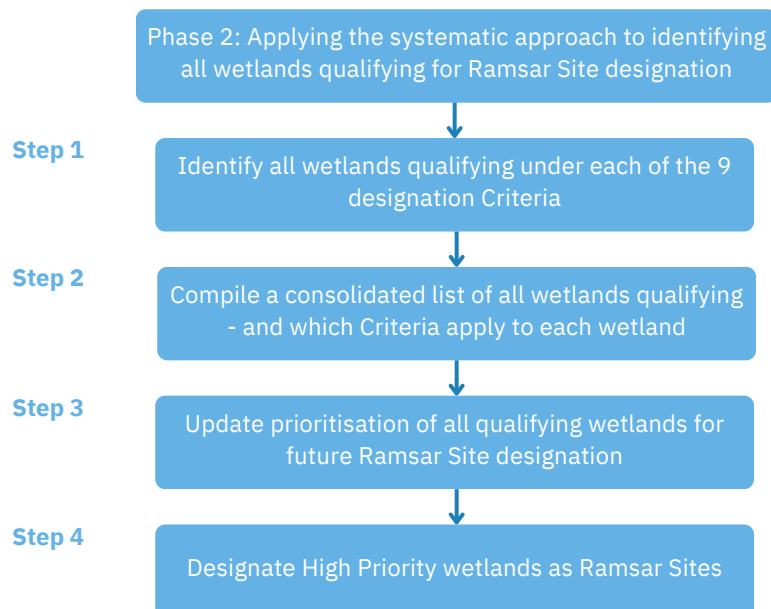 Phase 2: Applying the systematic approach to identifying
all wetlands qualifying for Ramsar Site designation
Step 1
Identify all wetlands qualifying under each of the 9
designation Criteria
Step 2
Compile a consolidated list of all wetlands qualifying
- and which Criteria apply to each wetland
Step 3
Update prioritisation of all qualifying wetlands for
future Ramsar Site designation
Step 4
Designate High Priority wetlands as Ramsar Sites